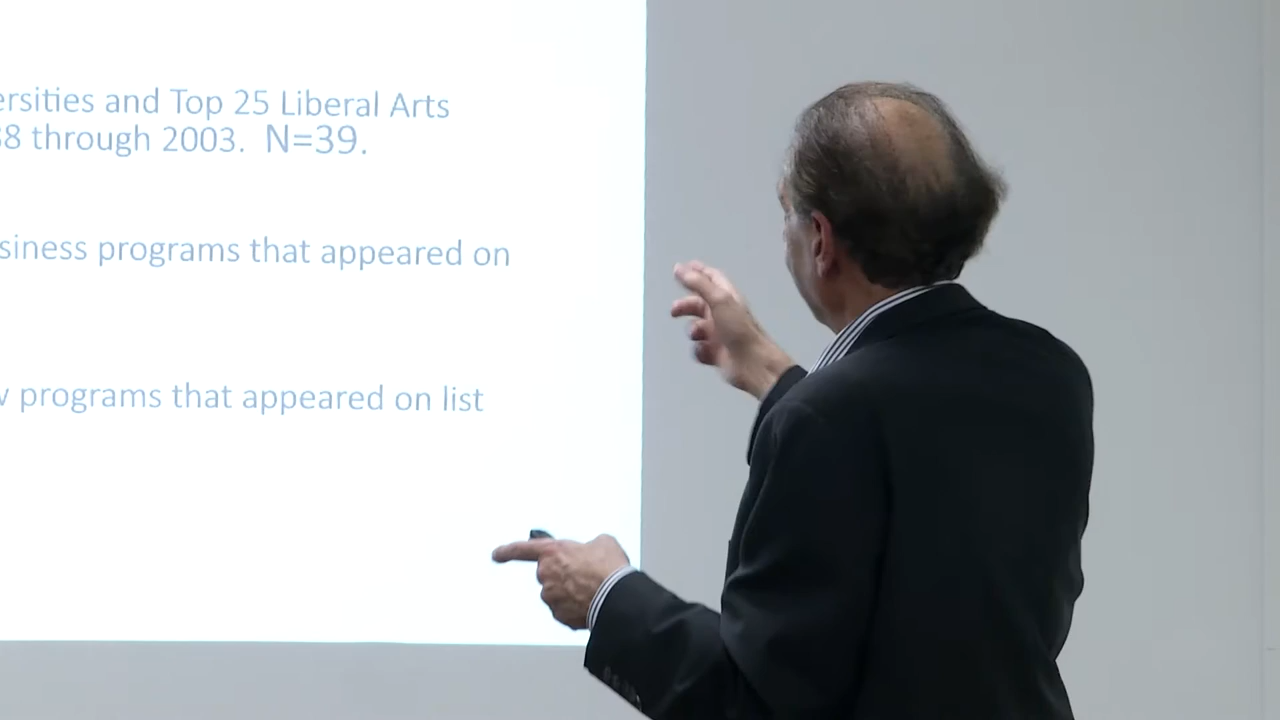 ersities and Top 25 Liberal Arts
8 through 2003. N=39.
siness programs that appeared on
programs that appeared on list